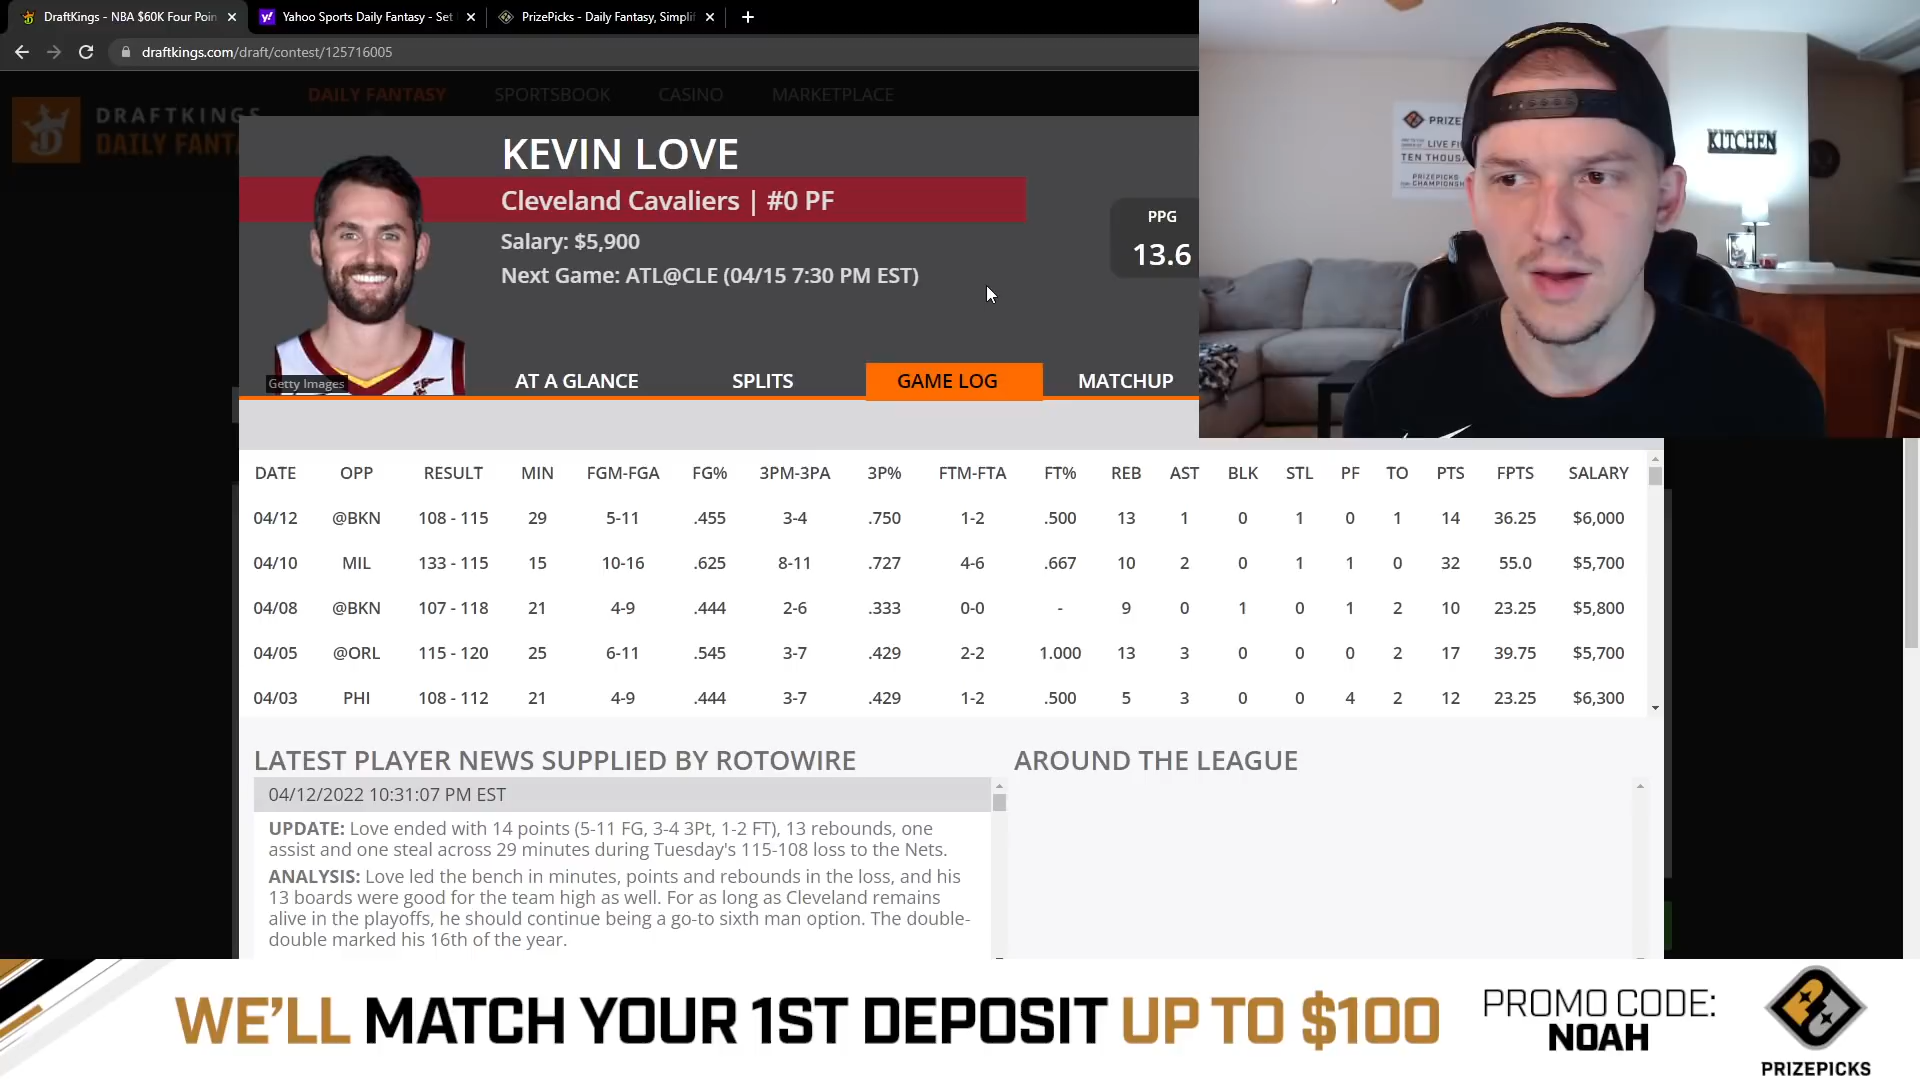 DraftKings - NBA $60K Four Poin
Yahoo Sports Daily Fantasy - Set
PrizePicks - Daily Fantasy, Simplif
draftkings.com/draft/contest/125716005
DRAFTKINGS
DAILY FANTA
DAILY FANTASY SPORTSBOOK CASINO MARKETPLACE
KEVIN LOVE
Cleveland Cavaliers | #0 PF
Salary: $5,900
Next Game: ATL@CLE (04/15 7:30 PM EST)
PPG
13.6
Getty Images
AT A GLANCE SPLITS GAME LOG MATCHUP
PRIZE
LIVE FI
TEN THOUSA
PRIZEPICKS
CHAMPIONSH
KITCHEN
DATE OPP RESULT MIN FGM-FGA FG% 3PM-3PA 3P% FTM-FTA FT% REB AST BLK STL PF TO PTS FPTS SALARY
04/12 @BKN 108 - 115 29 5-11 .455 3-4 .750 1-2 .500 13 1 0 1 0 1 14 36.25 $6,000
04/10 MIL 133 - 115 15 10-16 .625 8-11 .727 4-6 .667 10 2 0 1 1 0 32 55.0 $5,700
04/08 @BKN 107 - 118 21 4-9 .444 2-6 .333 0-0 - 9 0 1 0 1 2 10 23.25 $5,800
04/05 @ORL 115 - 120 25 6-11 .545 3-7 .429 2-2 1.000 13 3 0 0 0 2 17 39.75 $5,700
04/03 PHI 108 - 112 21 4-9 .444 3-7 .429 1-2 .500 5 3 0 0 4 2 12 23.25 $6,300
LATEST PLAYER NEWS SUPPLIED BY ROTOWIRE
AROUND THE LEAGUE
04/12/2022 10:31:07 PM EST
UPDATE: Love ended with 14 points (5-11 FG, 3-4 3Pt, 1-2 FT), 13 rebounds, one
assist and one steal across 29 minutes during Tuesday's 115-108 loss to the Nets.
ANALYSIS: Love led the bench in minutes, points and rebounds in the loss, and his
13 boards were good for the team high as well. For as long as Cleveland remains
alive in the playoffs, he should continue being a go-to sixth man option. The double-
double marked his 16th of the year.
WE'LL MATCH YOUR 1ST DEPOSIT UP TO $100
PROMO CODE:
NOAH
PRIZEPICKS